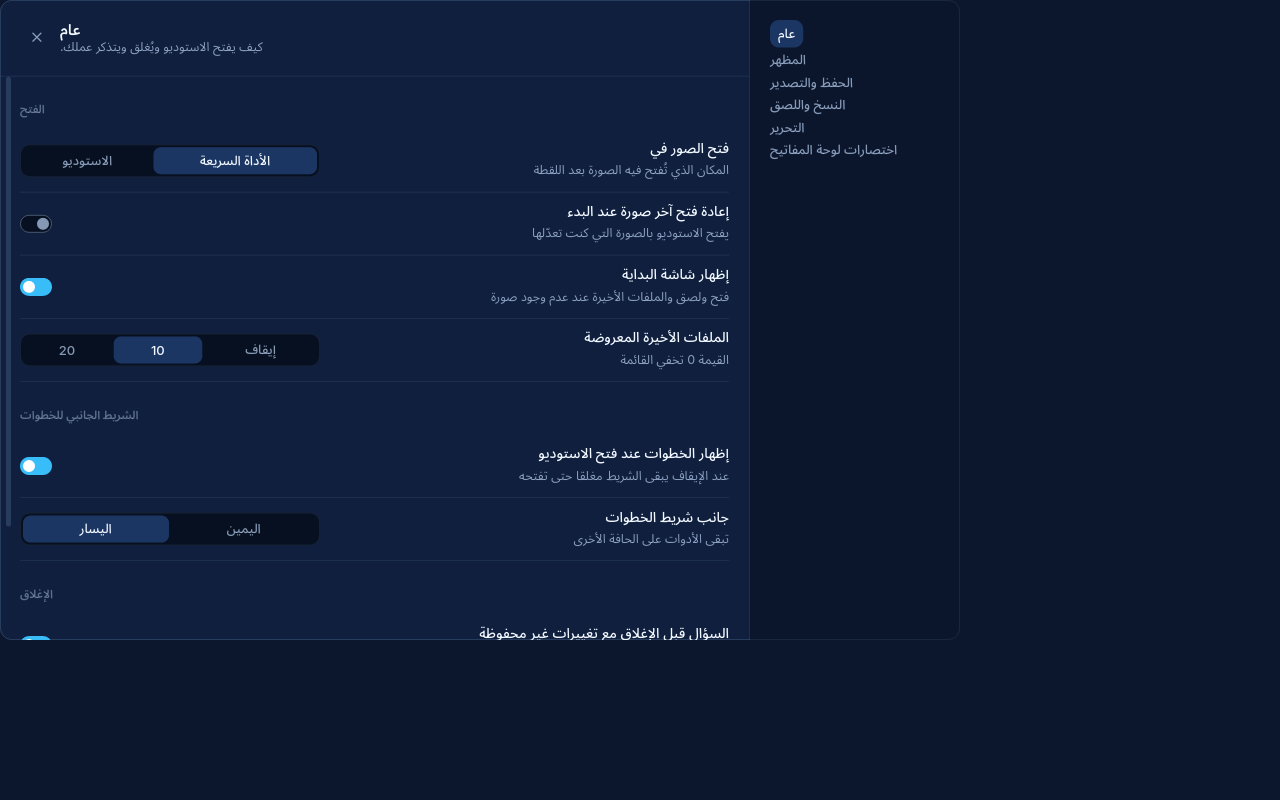 عام
المظهر
الحفظ والتصدير
النسخ واللصق
التحرير
اختصارات لوحة المفاتيح
عام
كيف يفتح الاستوديو ويُغلق ويتذكر عملك.
الفتح
فتح الصور في
المكان الذي تُفتح فيه الصورة بعد اللقطة
الأداة السريعة
الاستوديو
إعادة فتح آخر صورة عند البدء
يفتح الاستوديو بالصورة التي كنت تعدّلها
إظهار شاشة البداية
فتح ولصق والملفات الأخيرة عند عدم وجود صورة
الملفات الأخيرة المعروضة
القيمة 0 تخفي القائمة
إيقاف
10
20
الشريط الجانبي للخطوات
إظهار الخطوات عند فتح الاستوديو
عند الإيقاف يبقى الشريط مغلقا حتى تفتحه
جانب شريط الخطوات
تبقى الأدوات على الحافة الأخرى
اليمين
اليسار
الإغلاق
السؤال قبل الإغلاق مع تغييرات غير محفوظة